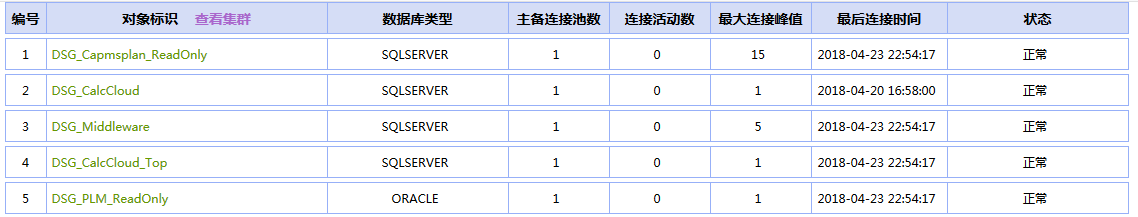 编号 对象标识 查看集群 数据库类型 主备连接池数 连接活动数 最大连接峰值 最后连接时间 状态
1 DSG_Capmsplan_ReadOnly SQLSERVER 1 0 15 2018-04-23 22:54:17 正常
2 DSG_CalcCloud SQLSERVER 1 0 1 2018-04-20 16:58:00 正常
3 DSG_Middleware SQLSERVER 1 0 5 2018-04-23 22:54:17 正常
4 DSG_CalcCloud_Top SQLSERVER 1 0 1 2018-04-23 22:54:17 正常
5 DSG_PLM_ReadOnly ORACLE 1 0 1 2018-04-23 22:54:17 正常